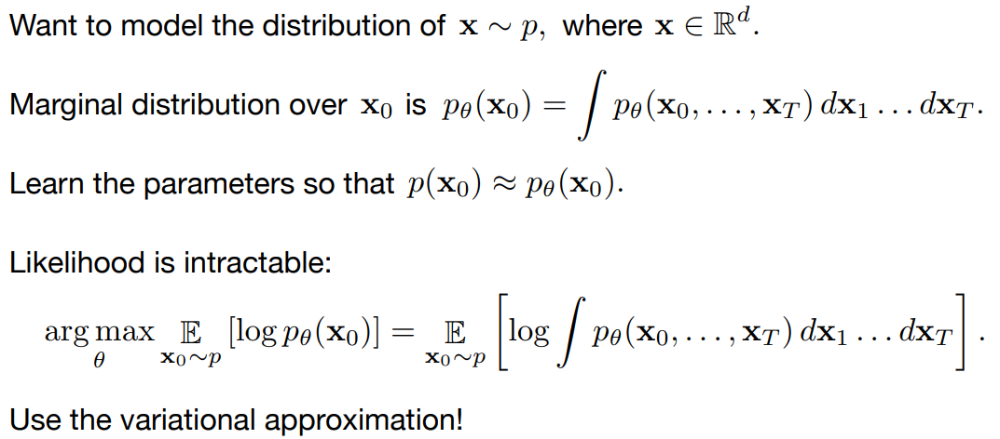 Want to model the distribution of $\mathbf{x} \sim p,$ where $\mathbf{x} \in \mathbb{R}^d.$
Marginal distribution over $\mathbf{x}_0$ is $p_\theta(\mathbf{x}_0) = \int p_\theta(\mathbf{x}_0, \ldots, \mathbf{x}_T)\, d\mathbf{x}_1 \ldots d\mathbf{x}_T.$
Learn the parameters so that $p(\mathbf{x}_0) \approx p_\theta(\mathbf{x}_0).$
Likelihood is intractable:
$\underset{\theta}{\arg\max} \underset{\mathbf{x}_0 \sim p}{\mathbb{E}} [\log p_\theta(\mathbf{x}_0)] = \underset{\mathbf{x}_0 \sim p}{\mathbb{E}} \left[ \log \int p_\theta(\mathbf{x}_0, \ldots, \mathbf{x}_T)\, d\mathbf{x}_1 \ldots d\mathbf{x}_T \right].$
Use the variational approximation!